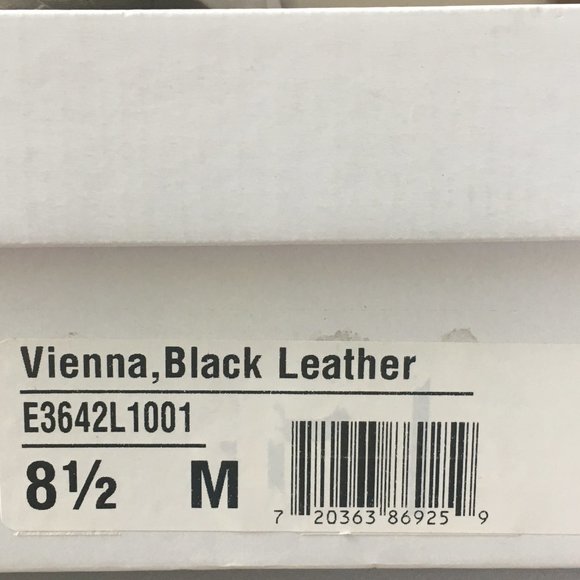 Vienna,Black Leather
E3642L1001
8½ M
7 20363 86925 9